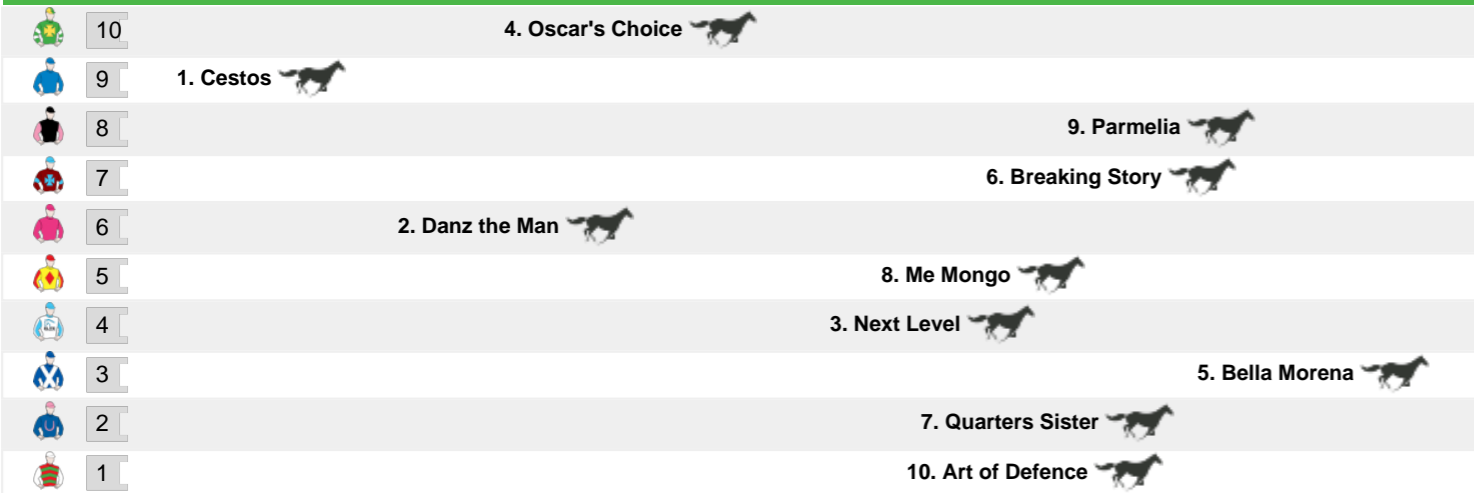 10 4. Oscar's Choice
9 1. Cestos
8 9. Parmelia
7 6. Breaking Story
6 2. Danz the Man
5 8. Me Mongo
4 3. Next Level
3 5. Bella Morena
2 7. Quarters Sister
1 10. Art of Defence